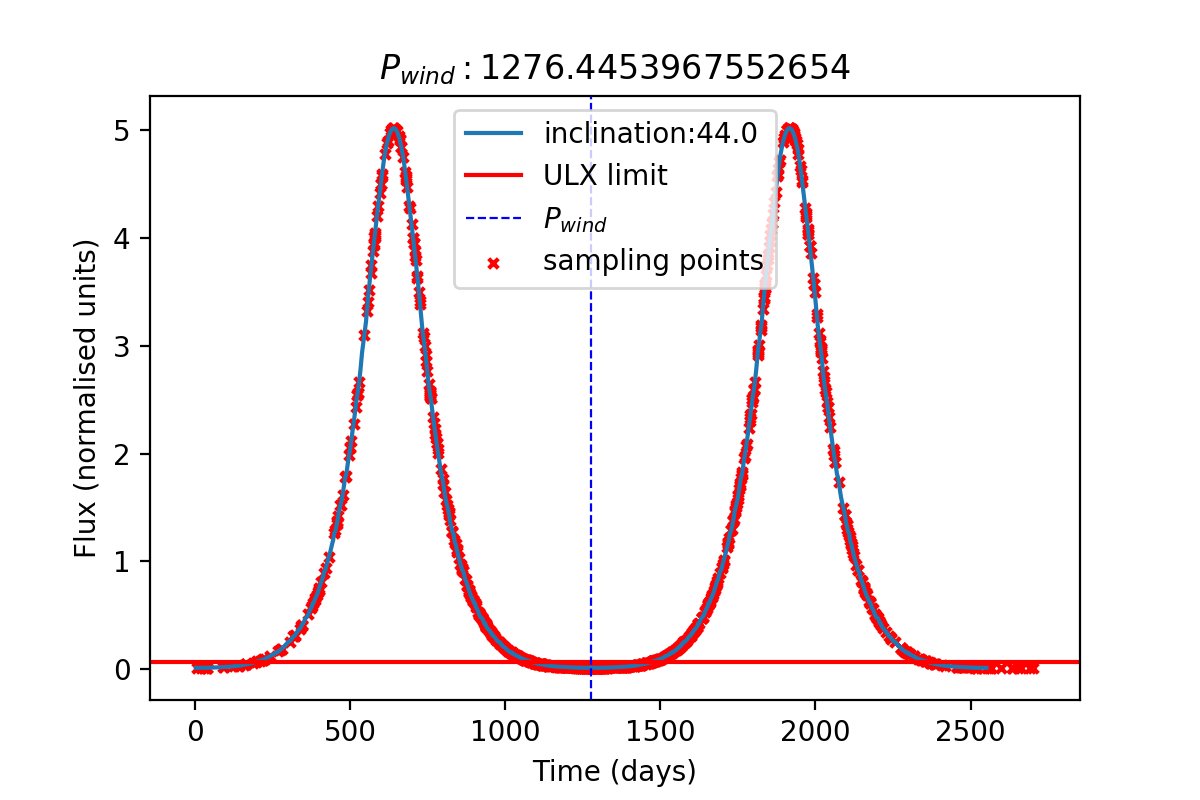 P_wind : 1276.4453967552654
inclination:44.0
ULX limit
P_wind
sampling points
Flux (normalised units)
5
4
3
2
1
0
0 500 1000 1500 2000 2500
Time (days)